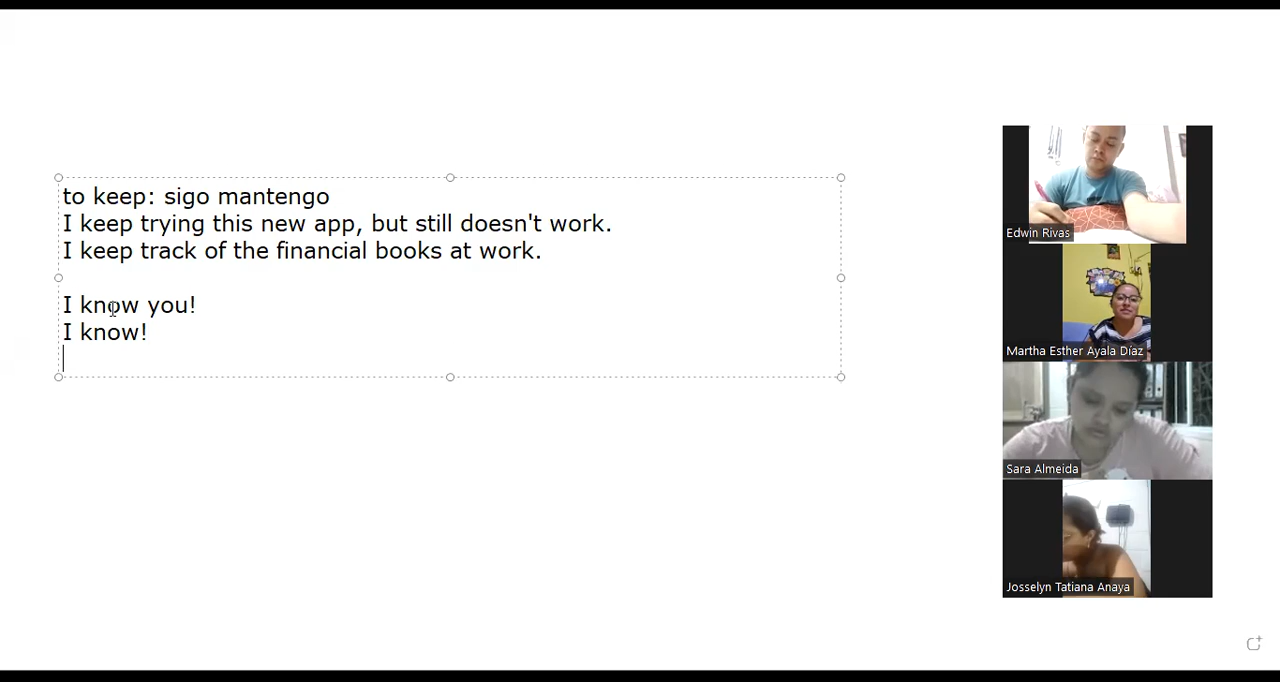 to keep: sigo mantengo
I keep trying this new app, but still doesn't work.
I keep track of the financial books at work.
I know you!
I know!
Edwin Rivas
Martha Esther Ayala Díaz
Sara Almeida
Josselyn Tatiana Anaya